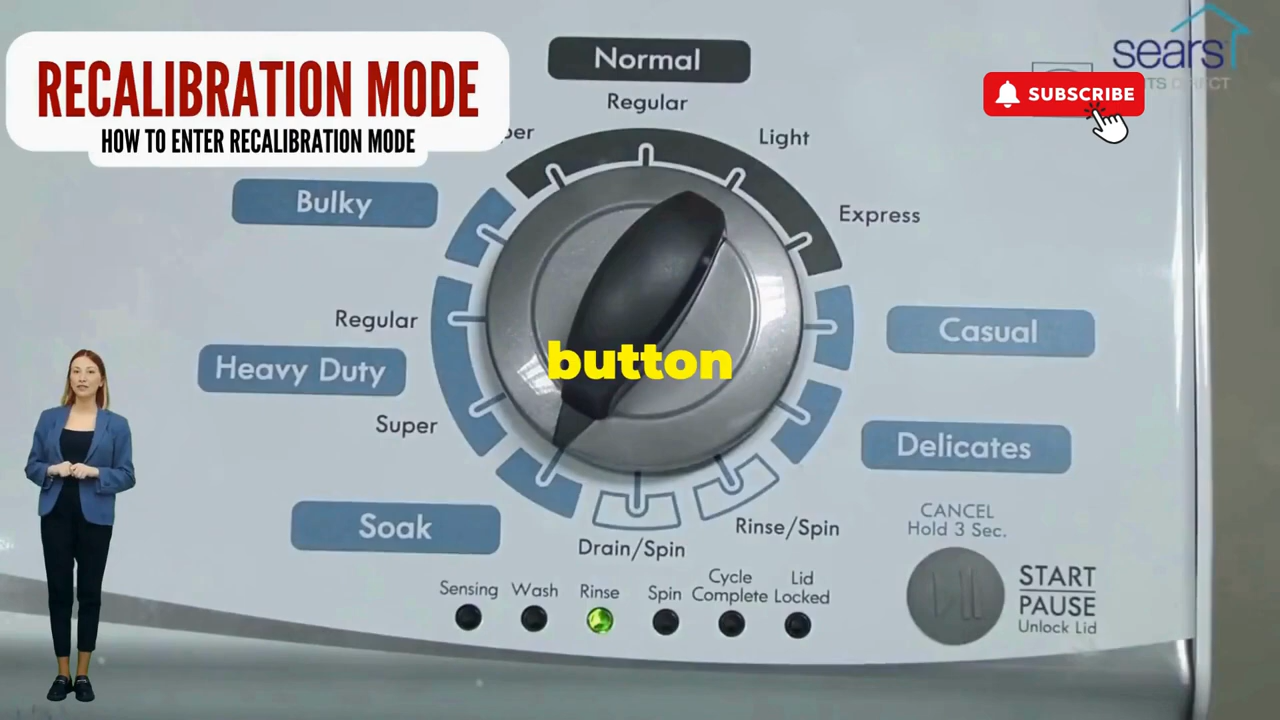 RECALIBRATION MODE
HOW TO ENTER RECALIBRATION MODE
sears
SUBSCRIBE
Normal
Regular
Light
Express
Bulky
Regular
Heavy Duty
Super
Casual
Delicates
button
Soak
Drain/Spin
Rinse/Spin
CANCEL
Hold 3 Sec.
Sensing
Wash
Rinse
Spin
Cycle
Complete
Lid
Locked
START
PAUSE
Unlock Lid